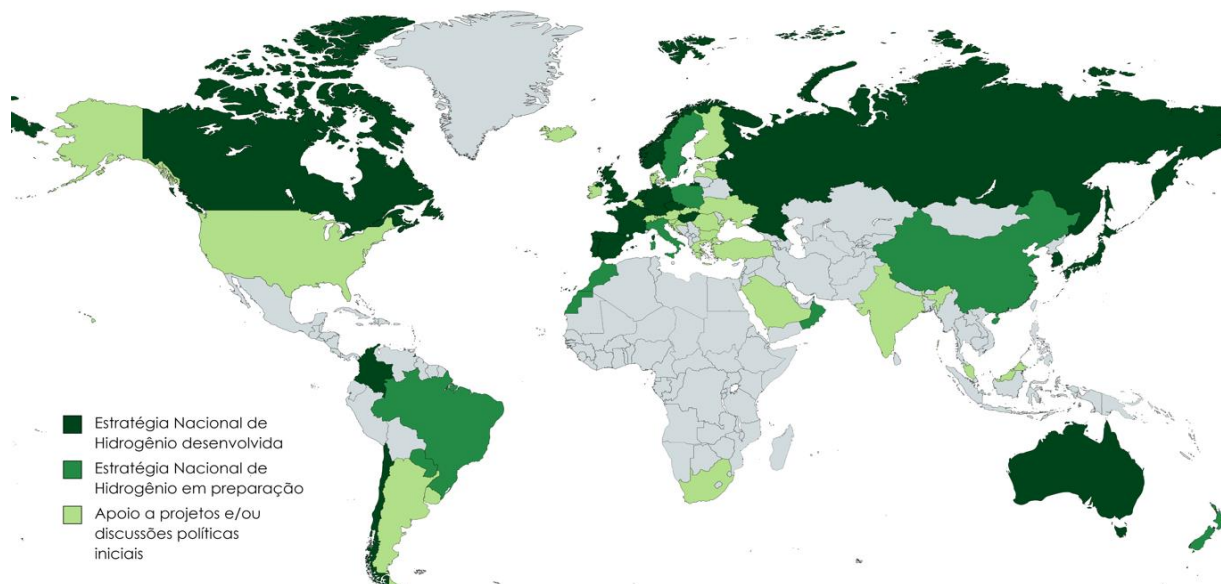 Estratégia Nacional de
Hidrogênio desenvolvida
Estratégia Nacional de
Hidrogênio em preparação
Apoio a projetos e/ou
discussões políticas
iniciais